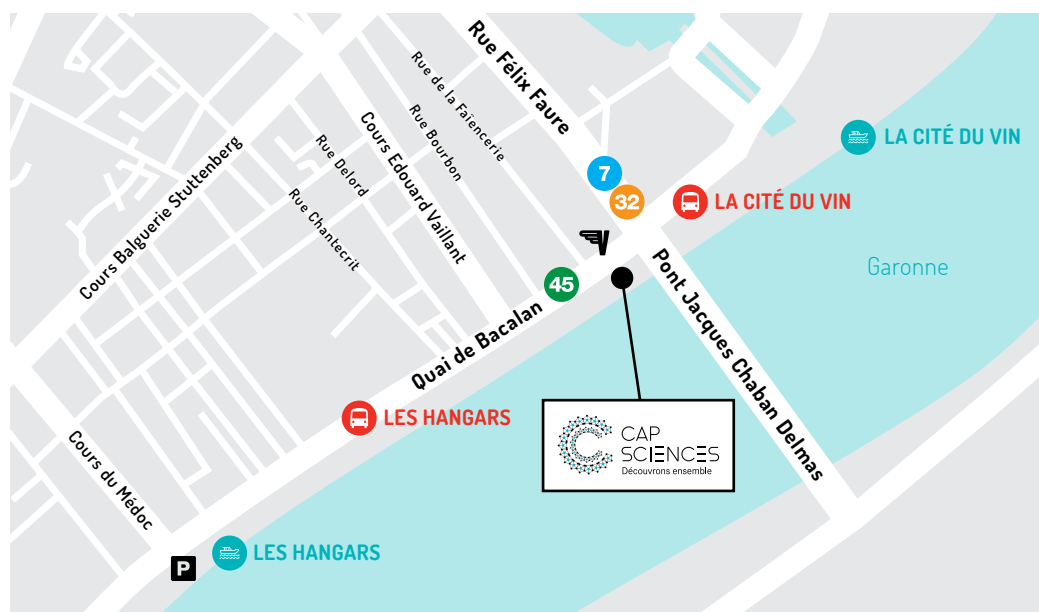 Rue Félix Faure
Rue de la Faïencerie
Rue Bourbon
Cours Edouard Vaillant
Rue Delord
Rue Chantecrit
Cours Balguerie Stuttenberg
LA CITÉ DU VIN
7
32
LA CITÉ DU VIN
Garonne
45
Quai de Bacalan
Pont Jacques Chaban Delmas
LES HANGARS
CAP
SCIENCES
Découvrons ensemble
Cours du Médoc
LES HANGARS
P